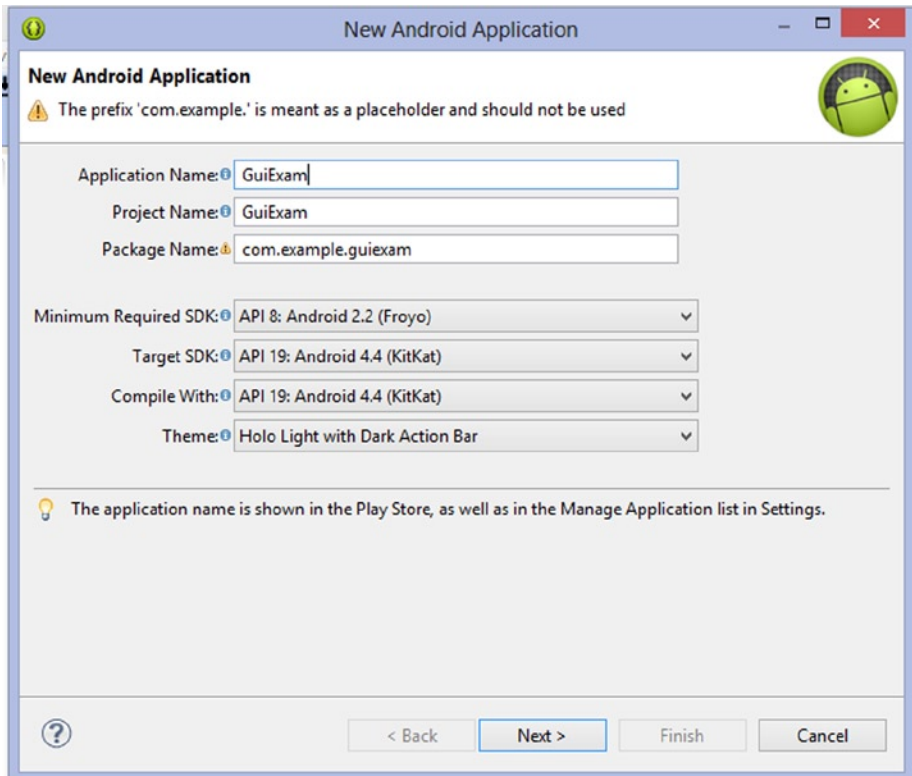 New Android Application
New Android Application
The prefix 'com.example.' is meant as a placeholder and should not be used
Application Name: GuiExam
Project Name: GuiExam
Package Name: com.example.guiexam
Minimum Required SDK: API 8: Android 2.2 (Froyo)
Target SDK: API 19: Android 4.4 (KitKat)
Compile With: API 19: Android 4.4 (KitKat)
Theme: Holo Light with Dark Action Bar
The application name is shown in the Play Store, as well as in the Manage Application list in Settings.
? < Back Next > Finish Cancel